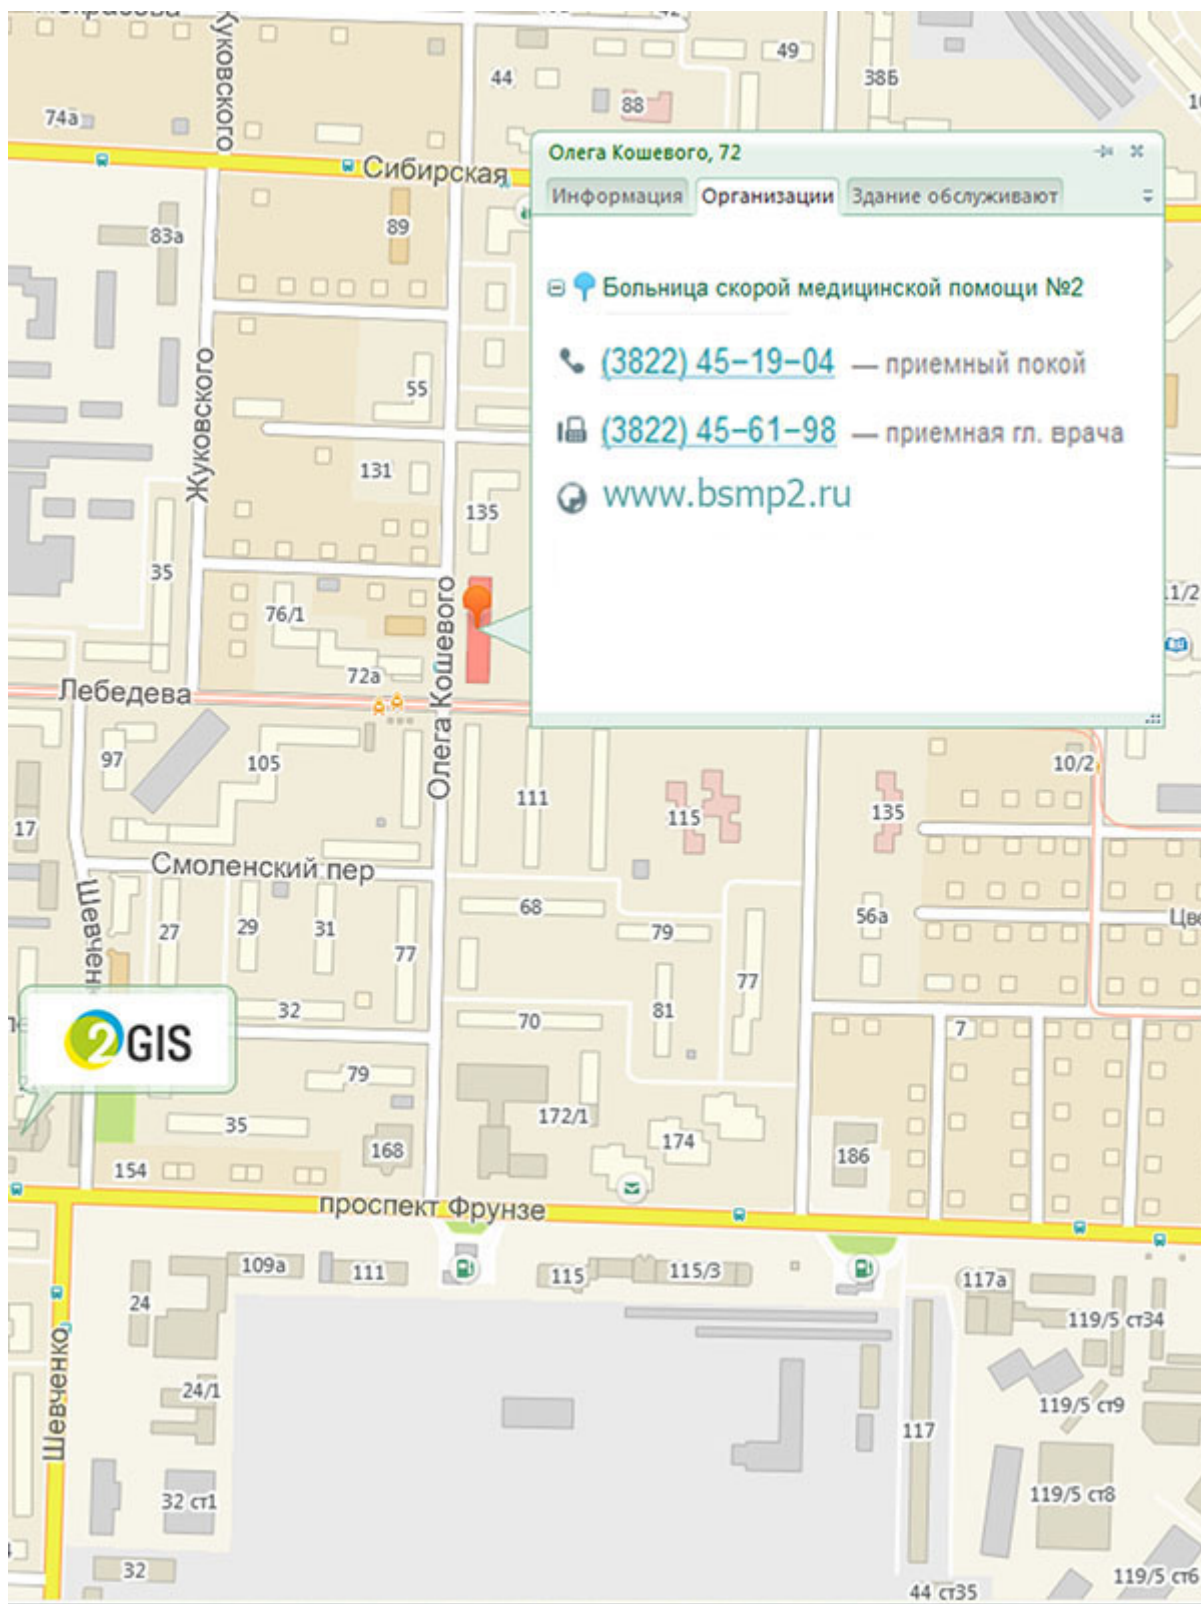 42
49
44
38Б
88
74а
Жуковского
Сибирская
Олега Кошевого, 72
Информация
Организации
Здание обслуживают
89
83а
Больница скорой медицинской помощи №2
(3822) 45-19-04 — приемный покой
(3822) 45-61-98 — приемная гл. врача
www.bsmp2.ru
55
Жуковского
131
135
35
76/1
72а
Олега Кошевого
Лебедева
97
105
10/2
111
115
135
17
Смоленский пер
Шевчен
68
56а
27
29
31
79
77
77
32
70
81
7
2GIS
79
35
172/1
174
168
186
154
проспект Фрунзе
109а
111
115
115/3
117а
24
119/5 ст34
Шевченко
24/1
119/5 ст9
117
32 ст1
119/5 ст8
32
44 ст35
119/5 ст6